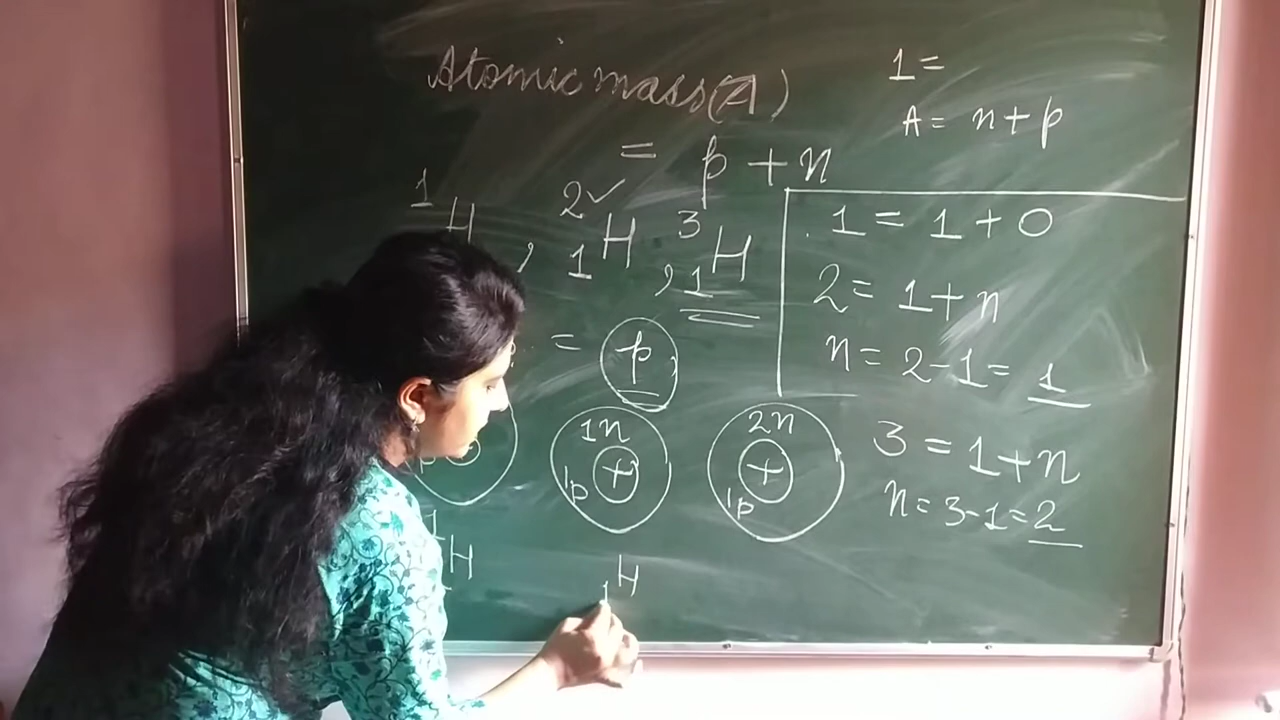 Atomic mass (A)
= p + n
1 =
A = n + p
1 H , 2 ✓ 1 H , 3 1 H
= p
1 = 1 + 0
2 = 1 + n
n = 2 - 1 = 1
3 = 1 + n
n = 3 - 1 = 2
p
1n + 1p
2n + 1p
1 H
1 H